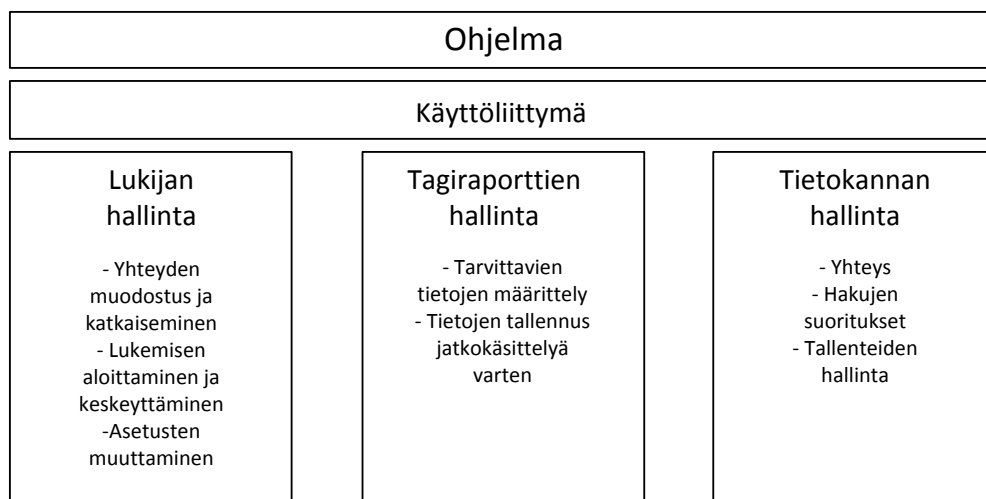 Ohjelma
Käyttöliittymä
Lukijan
hallinta
- Yhteyden
muodostus ja
katkaiseminen
- Lukemisen
aloittaminen ja
keskeyttäminen
-Asetusten
muuttaminen
Tagiraporttien
hallinta
- Tarvittavien
tietojen määrittely
- Tietojen tallennus
jatkokäsittelyä
varten
Tietokannan
hallinta
- Yhteys
- Hakujen
suoritukset
- Tallenteiden
hallinta